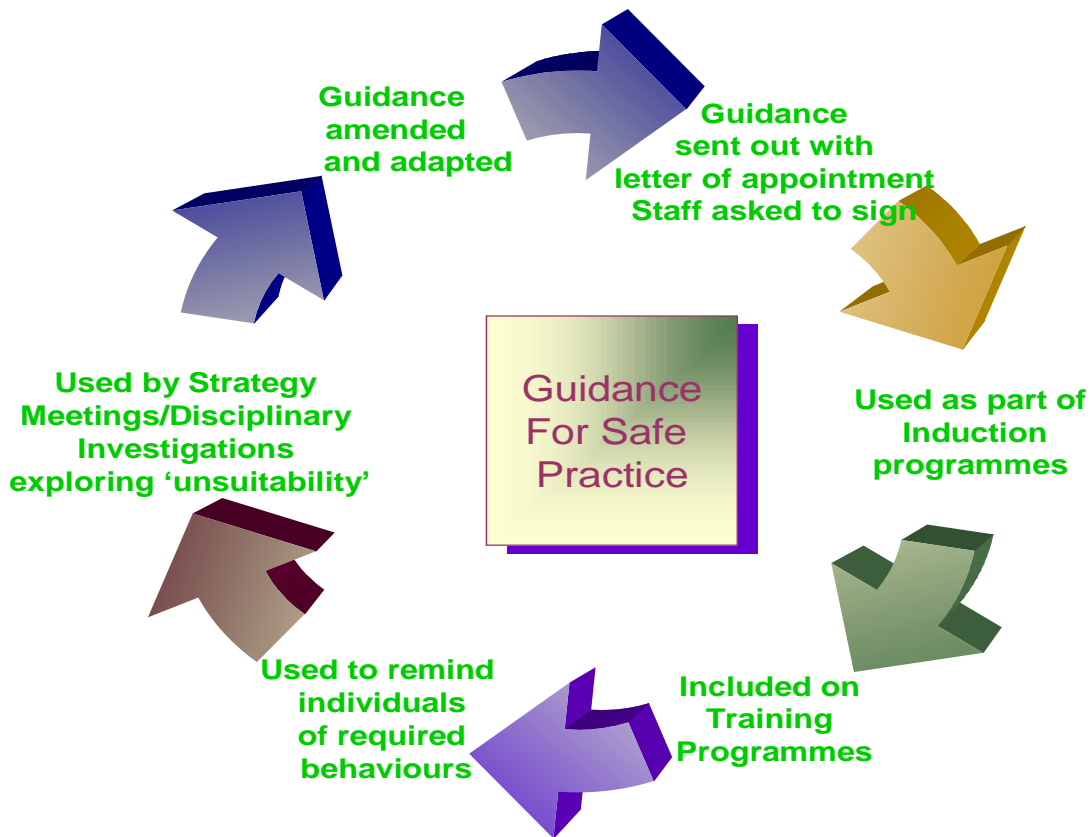 Guidance
amended
and adapted
Guidance
sent out with
letter of appointment
Staff asked to sign
Used as part of
Induction
programmes
Included on
Training
Programmes
Used to remind
individuals
of required
behaviours
Used by Strategy
Meetings/Disciplinary
Investigations
exploring ‘unsuitability’
Guidance
For Safe
Practice